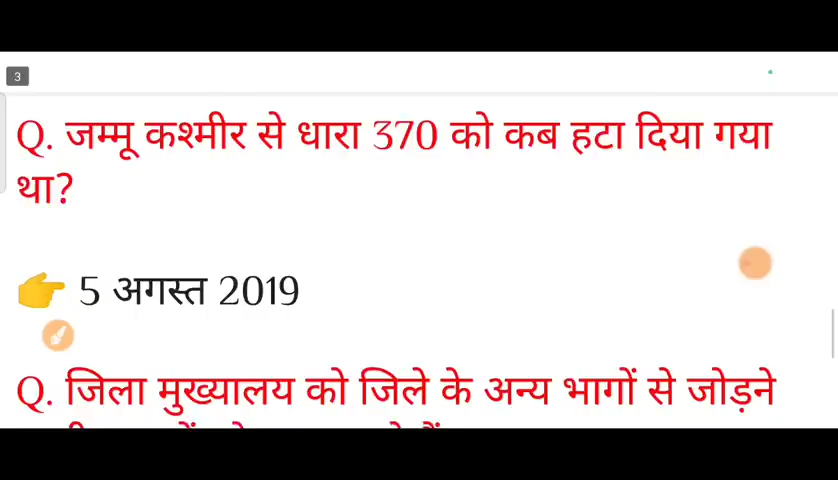 3
Q. जम्मू कश्मीर से धारा 370 को कब हटा दिया गया
था?
👉 5 अगस्त 2019
Q. जिला मुख्यालय को जिले के अन्य भागों से जोड़ने